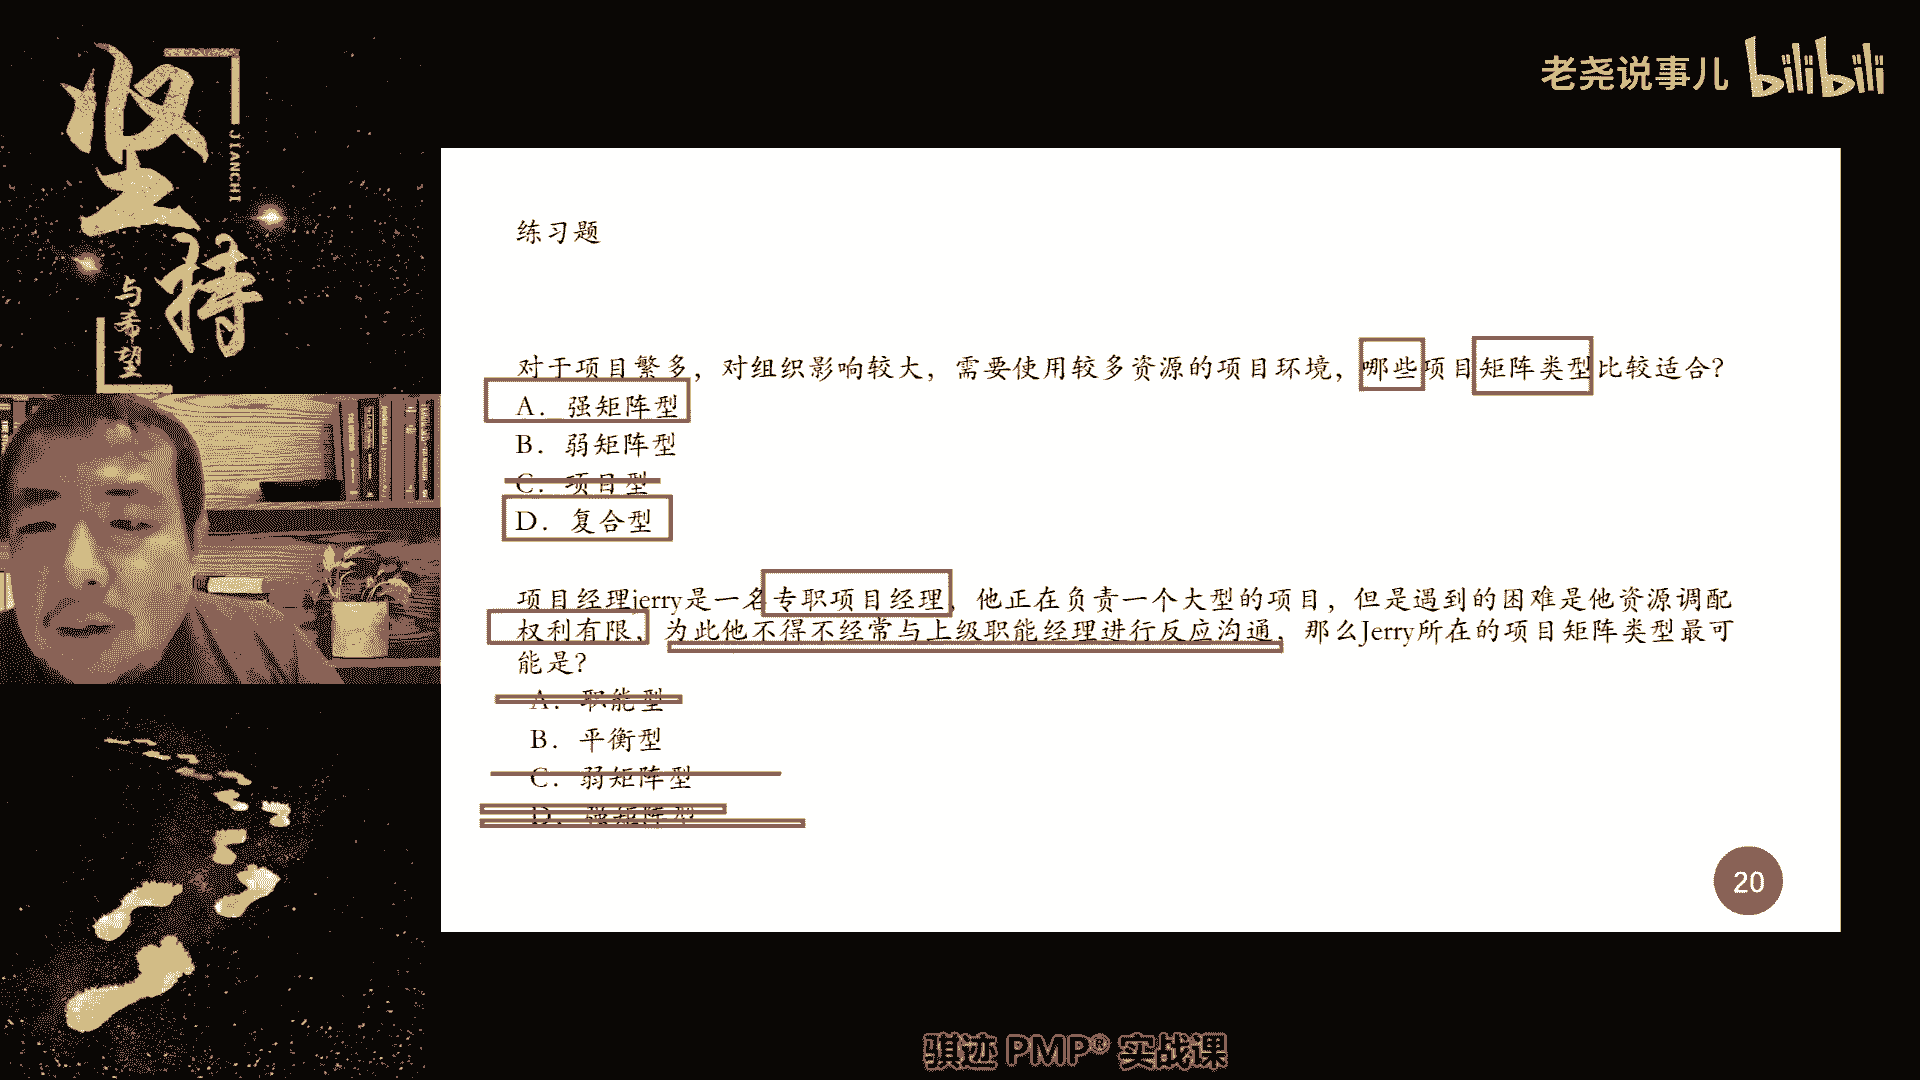 坚持
JIANCHI
与希望
老尧说事儿 bilibili
练习题
对于项目繁多，对组织影响较大，需要使用较多资源的项目环境，哪些项目矩阵类型比较适合？
A．强矩阵型
B．弱矩阵型
C．项目型
D．复合型
项目经理jerry是一名专职项目经理，他正在负责一个大型的项目，但是遇到的困难是他资源调配
权利有限，为此他不得不经常与上级职能经理进行反应沟通，那么Jerry所在的项目矩阵类型最可
能是？
A．职能型
B．平衡型
C．弱矩阵型
D．强矩阵型
20
骐迹 PMP® 实战课